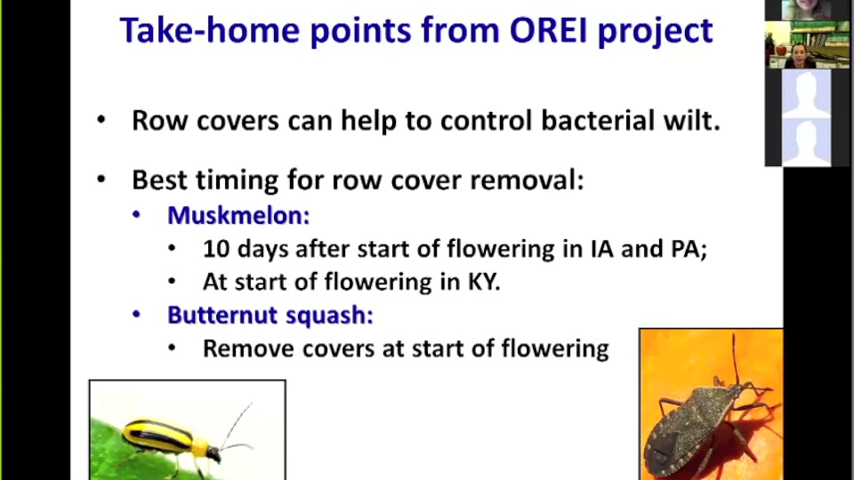 Take-home points from OREI project
• Row covers can help to control bacterial wilt.
• Best timing for row cover removal:
• Muskmelon:
• 10 days after start of flowering in IA and PA;
• At start of flowering in KY.
• Butternut squash:
• Remove covers at start of flowering